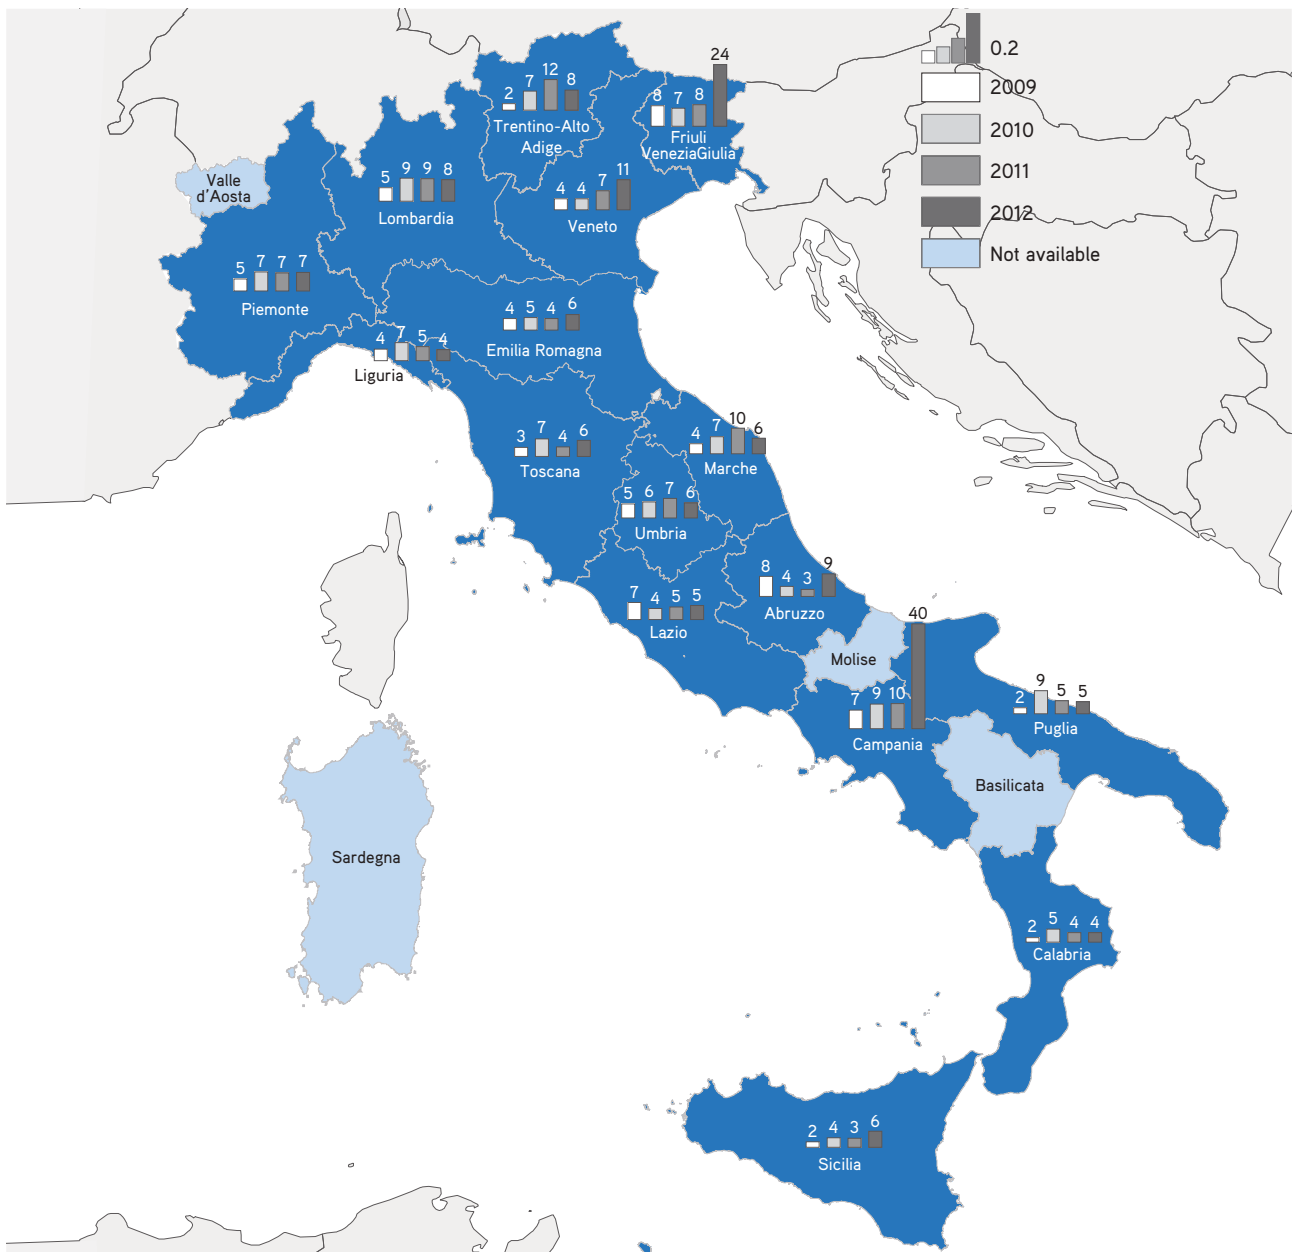 0.2
2009
2010
2011
2012
Not available
2 7 12 8
Trentino-Alto
Adige
8 7 8 24
Friuli
VeneziaGiulia
Valle
d'Aosta
5 9 9 8
Lombardia
4 4 7 11
Veneto
5 7 7 7
Piemonte
4 5 4 6
Emilia Romagna
4 7 5 4
Liguria
3 7 4 6
Toscana
4 7 10 6
Marche
5 6 7 6
Umbria
8 4 3 9
Abruzzo
7 4 5 5
Lazio
Molise
7 9 10 40
Campania
2 9 5 5
Puglia
Basilicata
Sardegna
2 5 4 4
Calabria
2 4 3 6
Sicilia